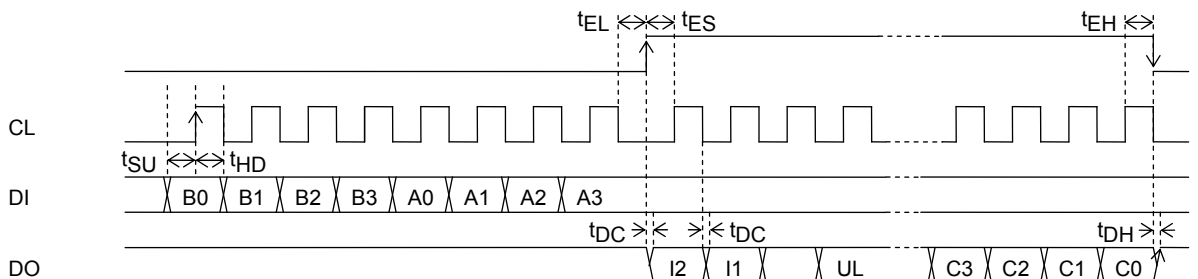 tEL tES tEH
CL
tSU tHD
DI B0 B1 B2 B3 A0 A1 A2 A3
tDC tDC tDH
DO I2 I1 UL C3 C2 C1 C0